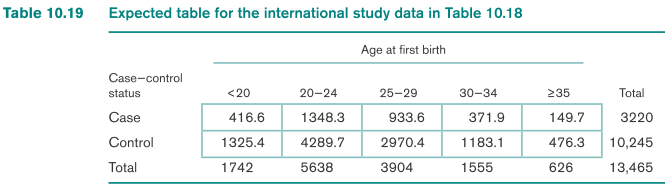 Table 10.19 Expected table for the international study data in Table 10.18
Age at first birth
Case–control
status <20 20–24 25–29 30–34 ≥35 Total
Case 416.6 1348.3 933.6 371.9 149.7 3220
Control 1325.4 4289.7 2970.4 1183.1 476.3 10,245
Total 1742 5638 3904 1555 626 13,465